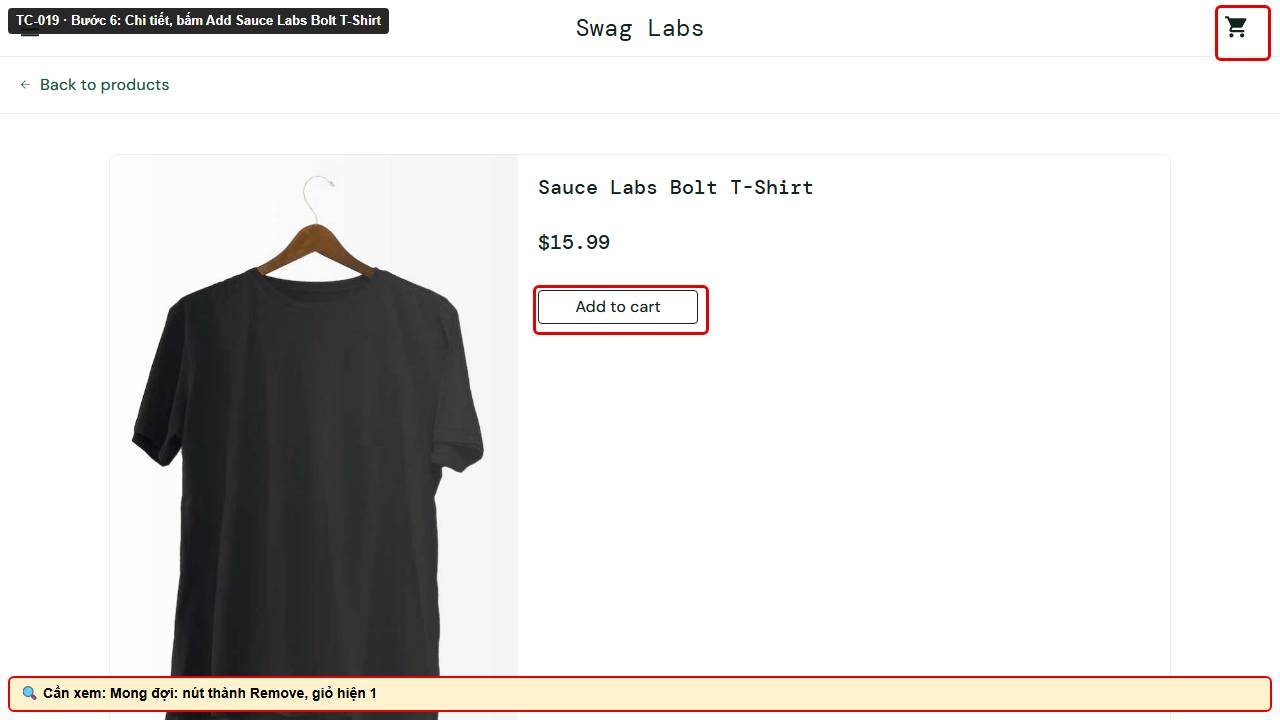 TC-019 · Bước 6: Chi tiết, bấm Add Sauce Labs Bolt T-Shirt
Swag Labs
Back to products
Sauce Labs Bolt T-Shirt
$15.99
Add to cart
Cần xem: Mong đợi: nút thành Remove, giỏ hiện 1